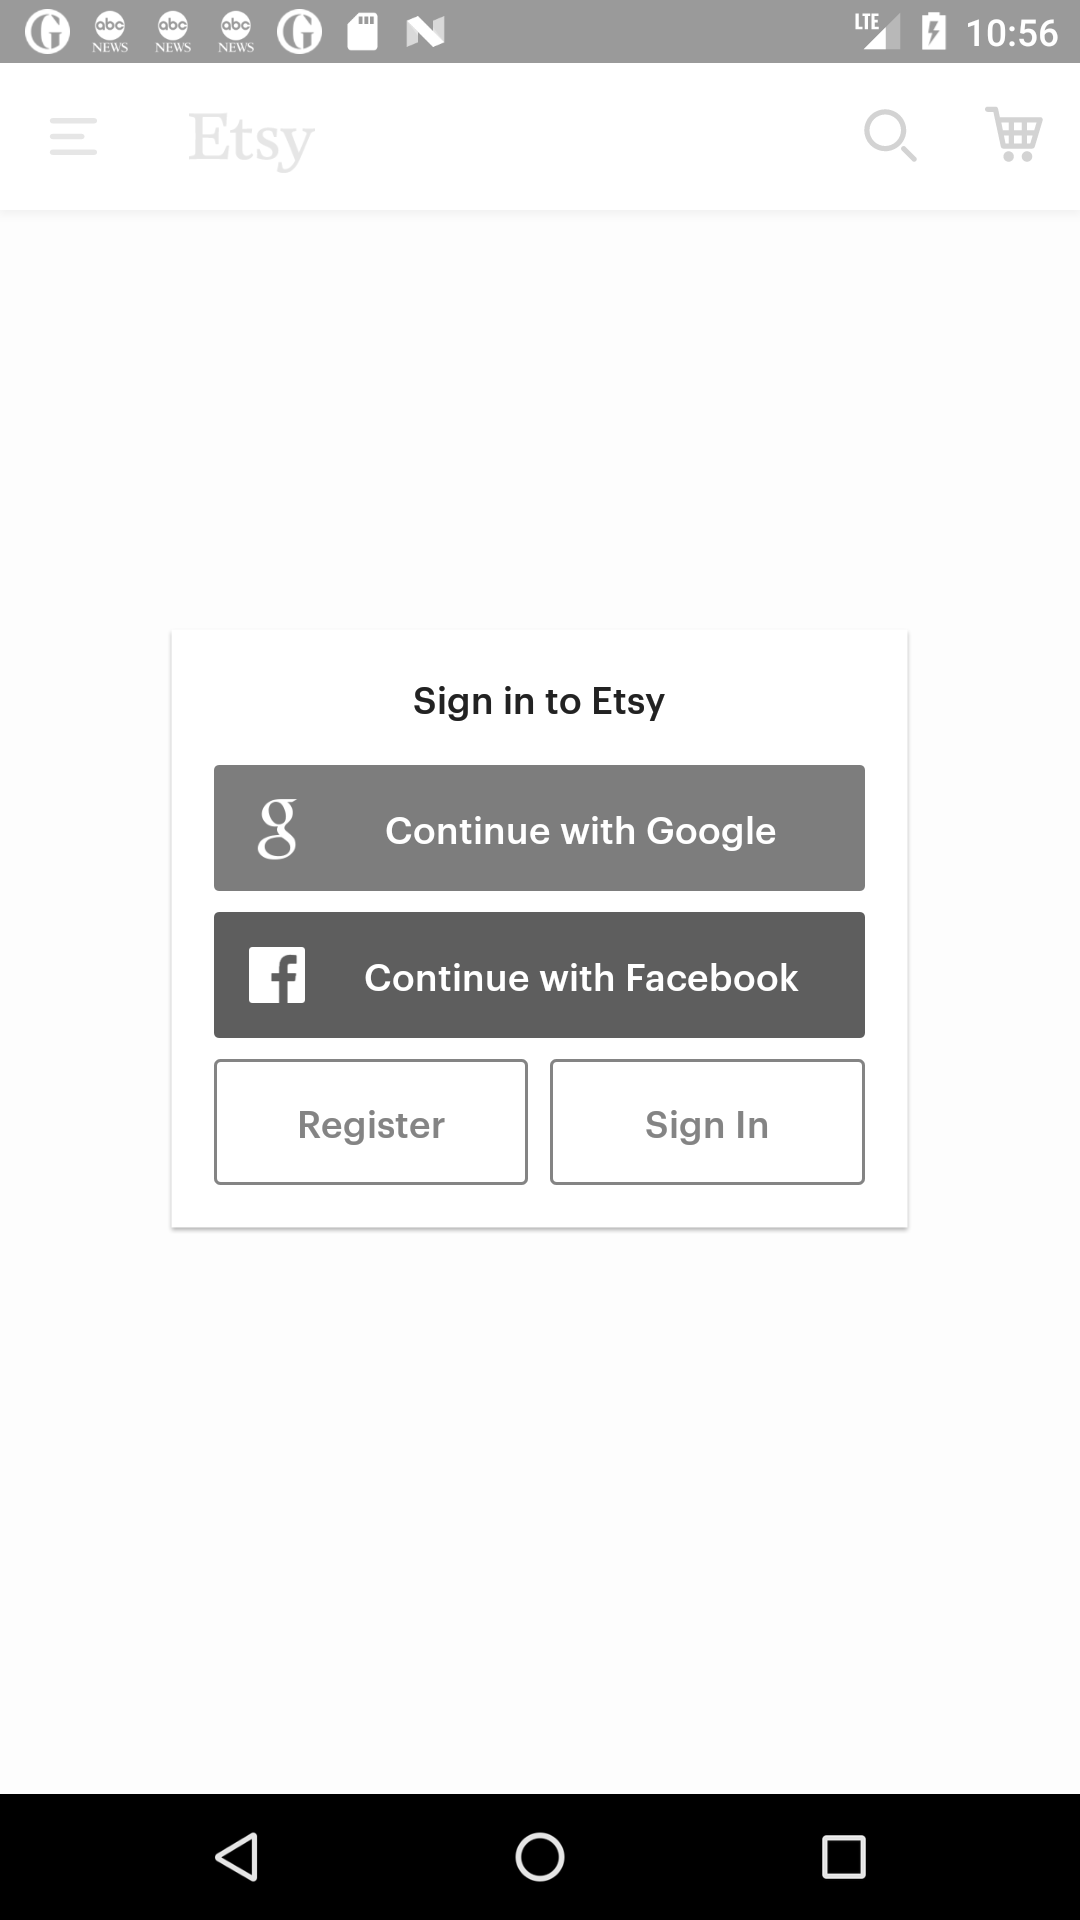 abc NEWS abc NEWS abc NEWS LTE 10:56
Etsy
Sign in to Etsy
Continue with Google
Continue with Facebook
Register Sign In